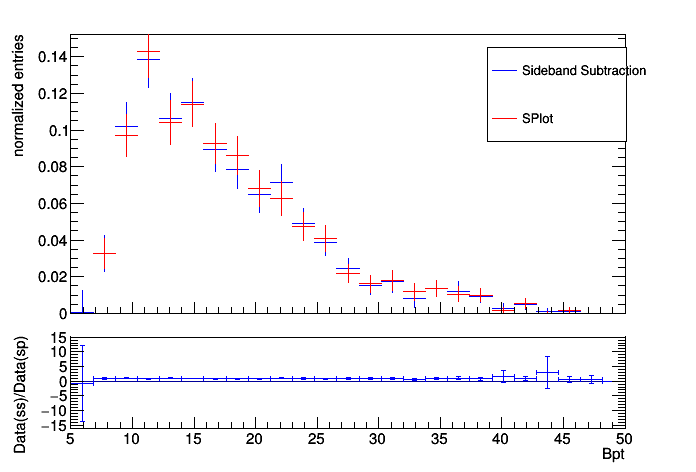 normalized entries
0.14
0.12
0.1
0.08
0.06
0.04
0.02
0
Sideband Subtraction
SPlot
Data(ss)/Data(sp)
15
10
5
0
−5
−10
−15
5 10 15 20 25 30 35 40 45 50
Bpt